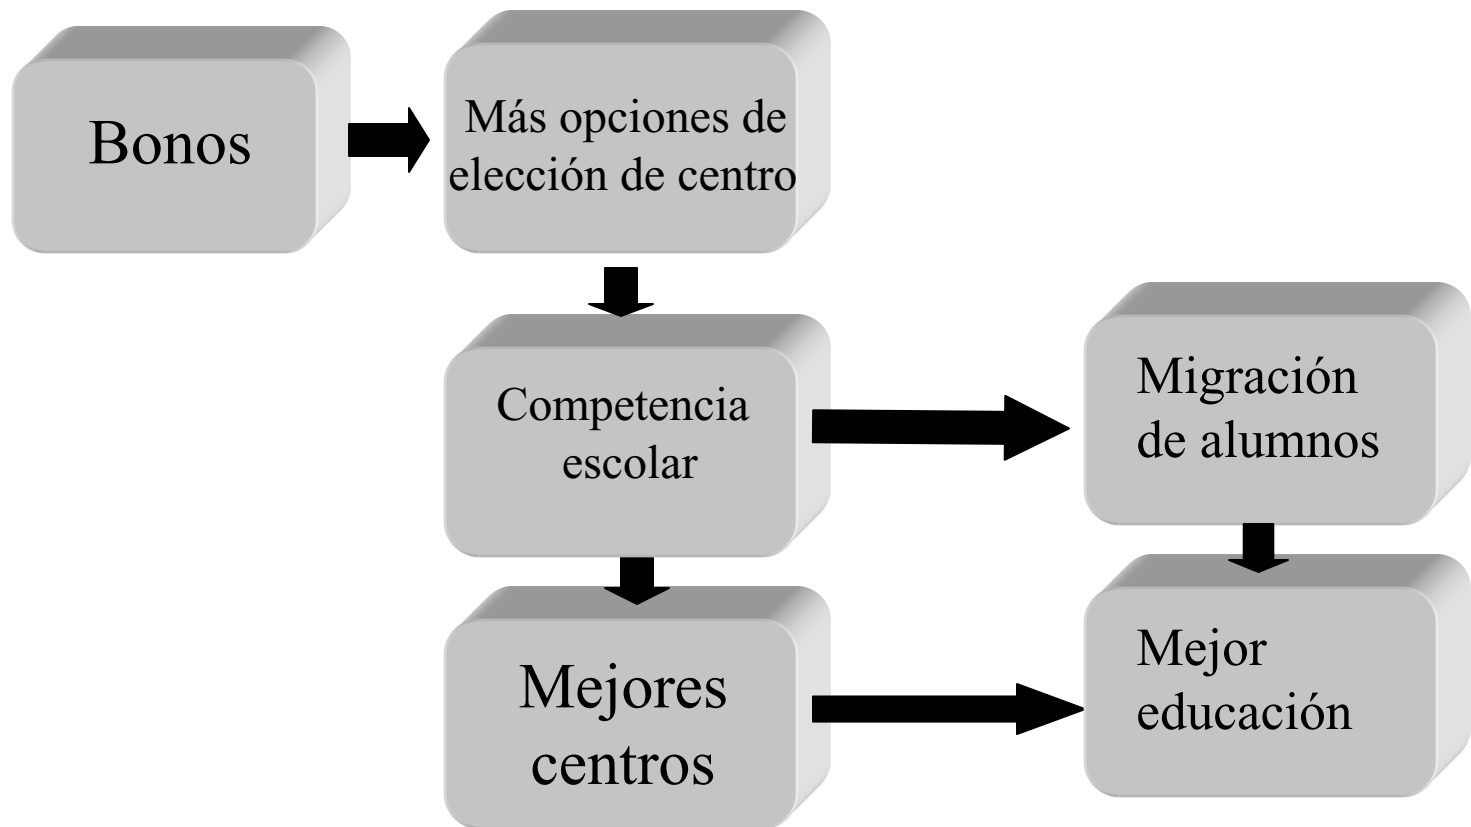 Bonos
Más opciones de
elección de centro
Competencia
escolar
Migración
de alumnos
Mejores
centros
Mejor
educación